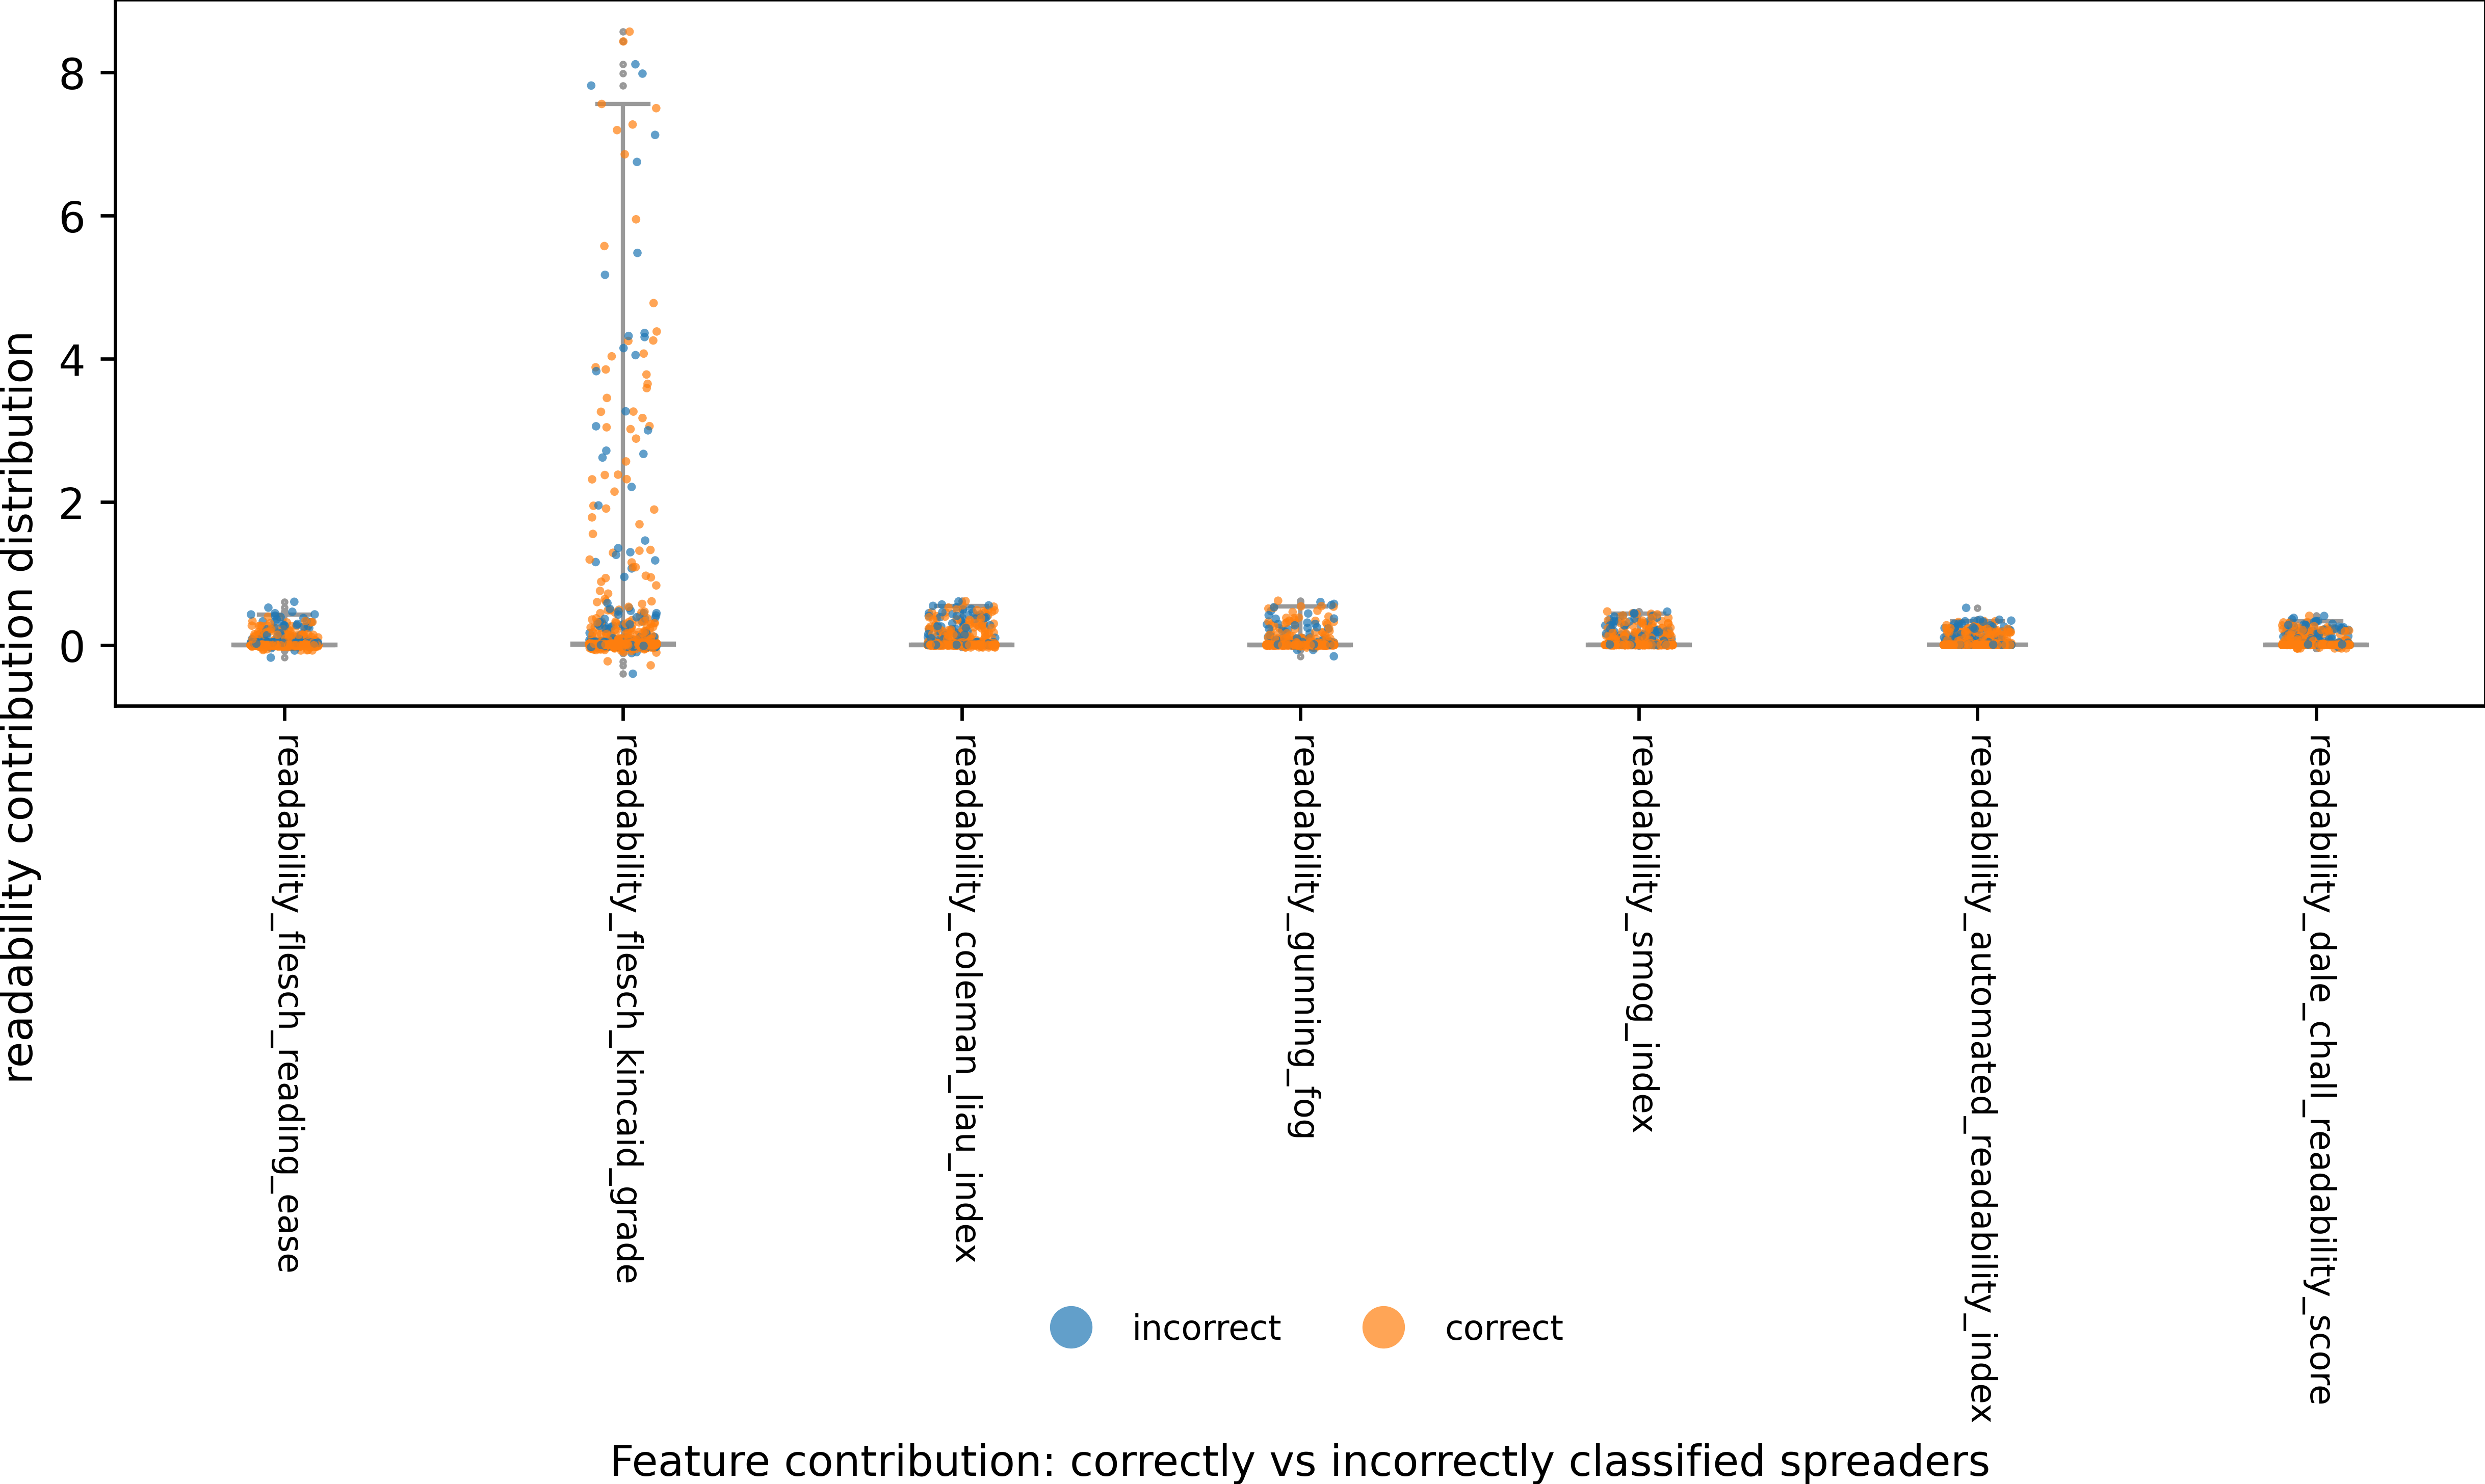 readability contribution distribution
8
6
4
2
0
readability_flesch_reading_ease
readability_flesch_kincaid_grade
readability_coleman_liau_index
readability_gunning_fog
readability_smog_index
readability_automated_readability_index
readability_dale_chall_readability_score
incorrect
correct
Feature contribution: correctly vs incorrectly classified spreaders